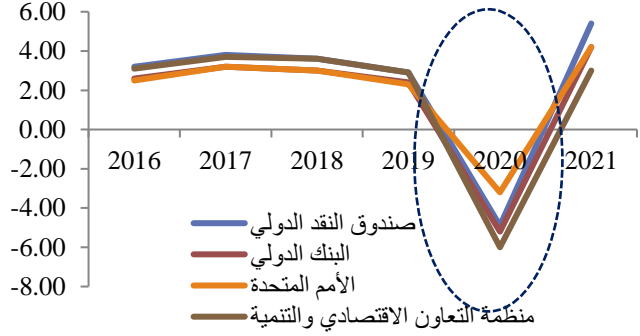 6.00
4.00
2.00
0.00
2016 2017 2018 2019 2020 2021
-2.00
-4.00
صندوق النقد الدولي
-6.00
البنك الدولي
الأمم المتحدة
-8.00
منظمة التعاون الاقتصادي والتنمية